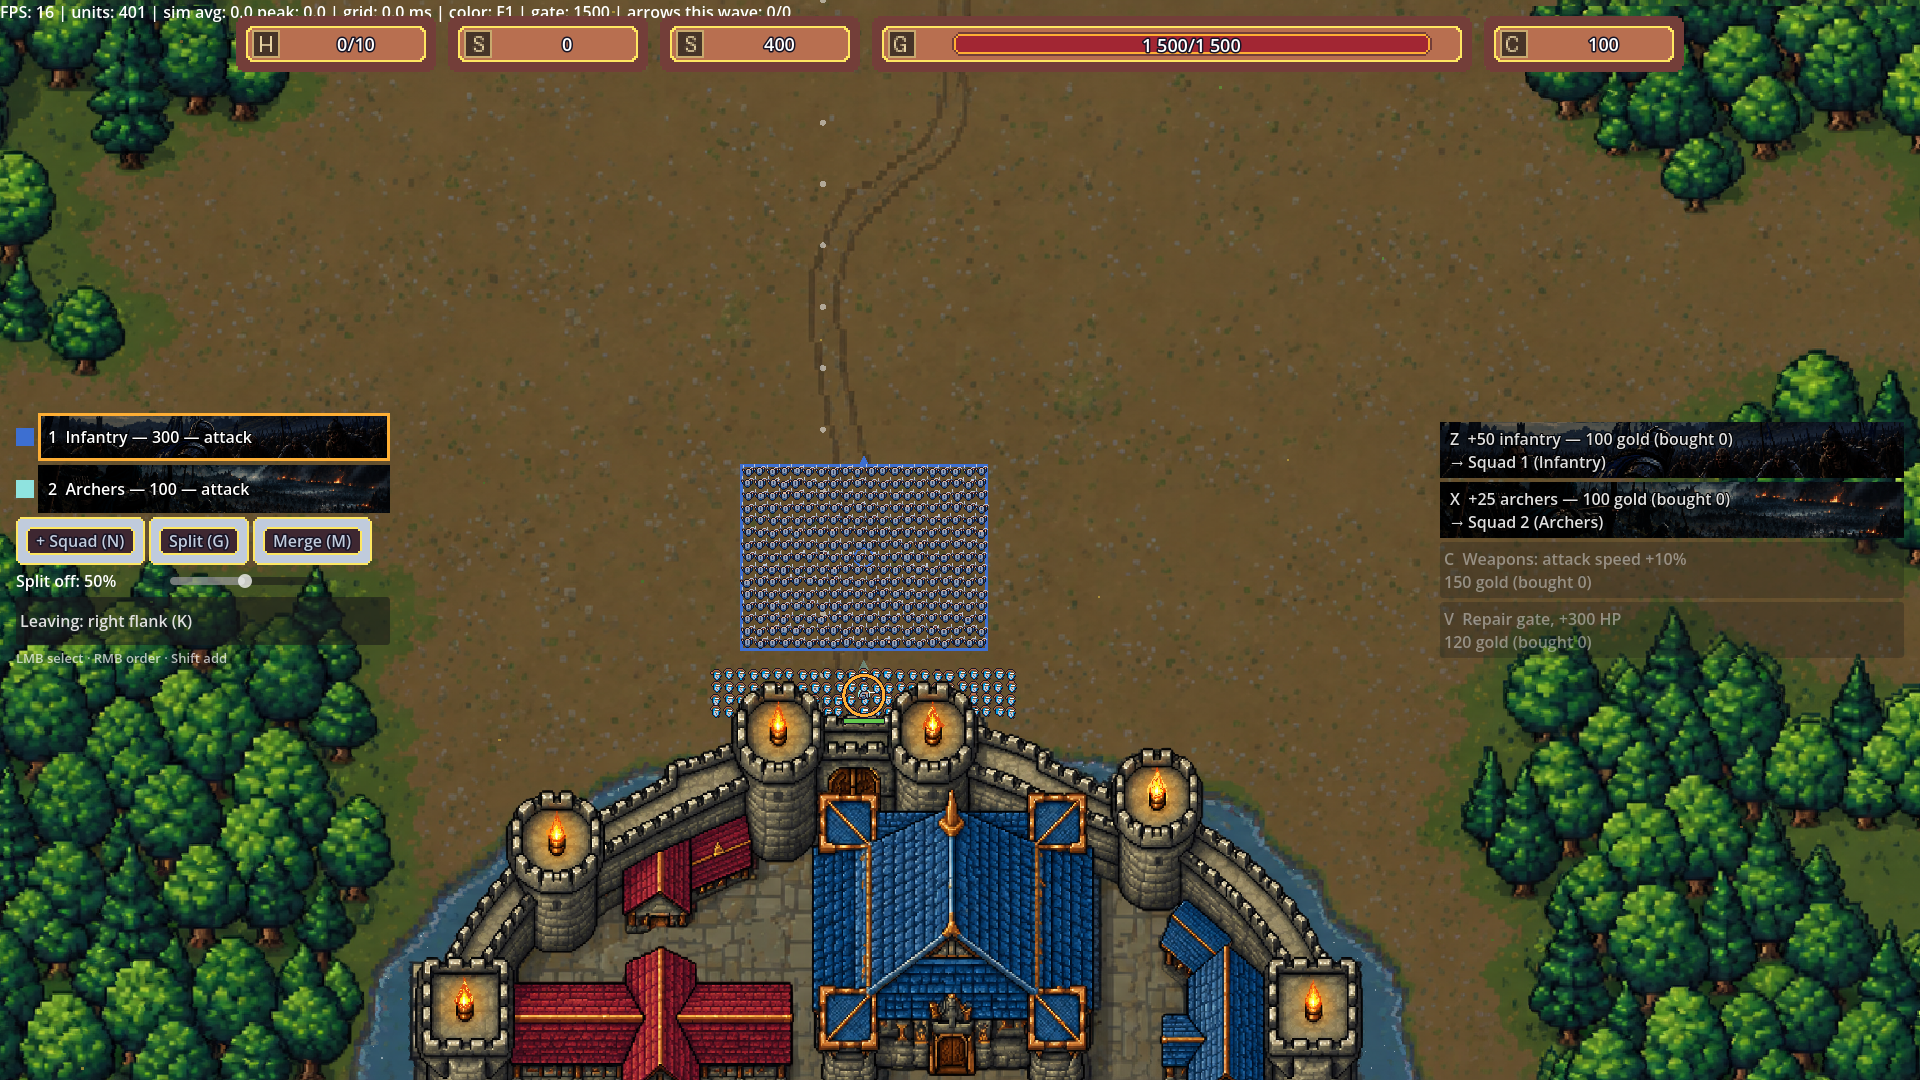 FPS: 16 | units: 401 | sim avg: 0.0 peak: 0.0 | grid: 0.0 ms | color: F1 | gate: 1500 | arrows this wave: 0/0
H 0/10
S 0
S 400
G 1 500/1 500
C 100
1 Infantry — 300 — attack
2 Archers — 100 — attack
+ Squad (N)
Split (G)
Merge (M)
Split off: 50%
Leaving: right flank (K)
LMB select · RMB order · Shift add
Z +50 infantry — 100 gold (bought 0)
→ Squad 1 (Infantry)
X +25 archers — 100 gold (bought 0)
→ Squad 2 (Archers)
C Weapons: attack speed +10%
150 gold (bought 0)
V Repair gate, +300 HP
120 gold (bought 0)